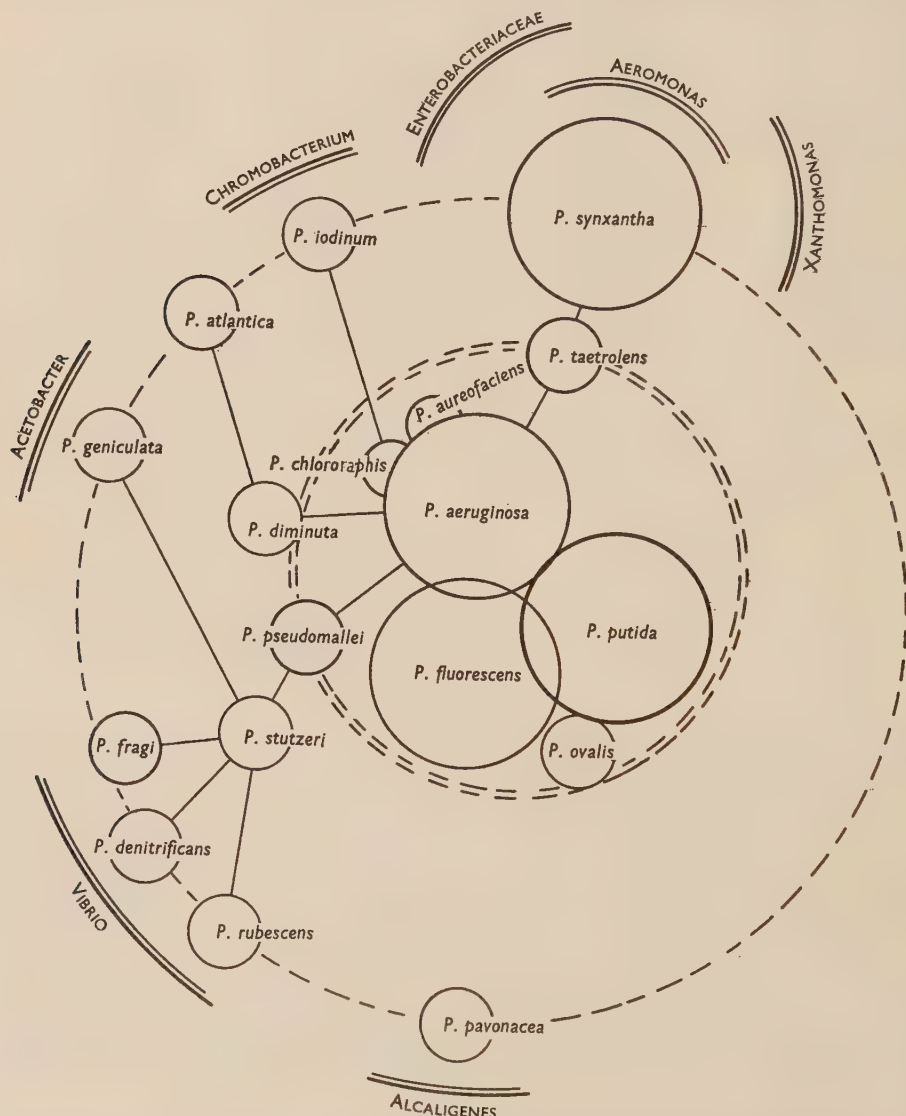 ENTEROBACTERIACEAE
AEROMONAS
XANTHOMONAS
CHROMOBACTERIUM
P. synxantha
P. iodinum
P. atlantica
P. taetrolens
ACETOBACTER
P. aureofaciens
P. geniculata
P. chlororaphis
P. aeruginosa
P. diminuta
P. pseudomallei
P. putida
P. fluorescens
P. stutzeri
P. fragi
P. ovalis
P. denitrificans
VIBRIO
P. rubescens
P. pavonacea
ALCALIGENES